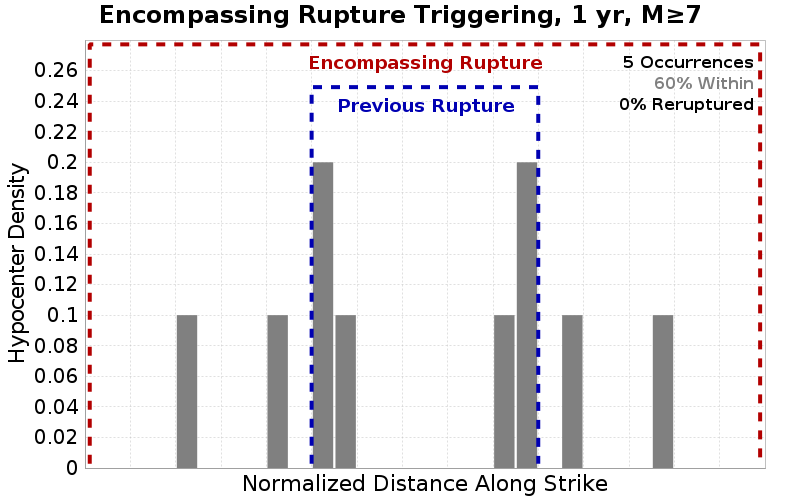 Encompassing Rupture Triggering, 1 yr, M≥7
Encompassing Rupture
5 Occurrences
60% Within
0% Reruptured
Previous Rupture
Hypocenter Density
0.26
0.24
0.22
0.2
0.18
0.16
0.14
0.12
0.1
0.08
0.06
0.04
0.02
0
Normalized Distance Along Strike